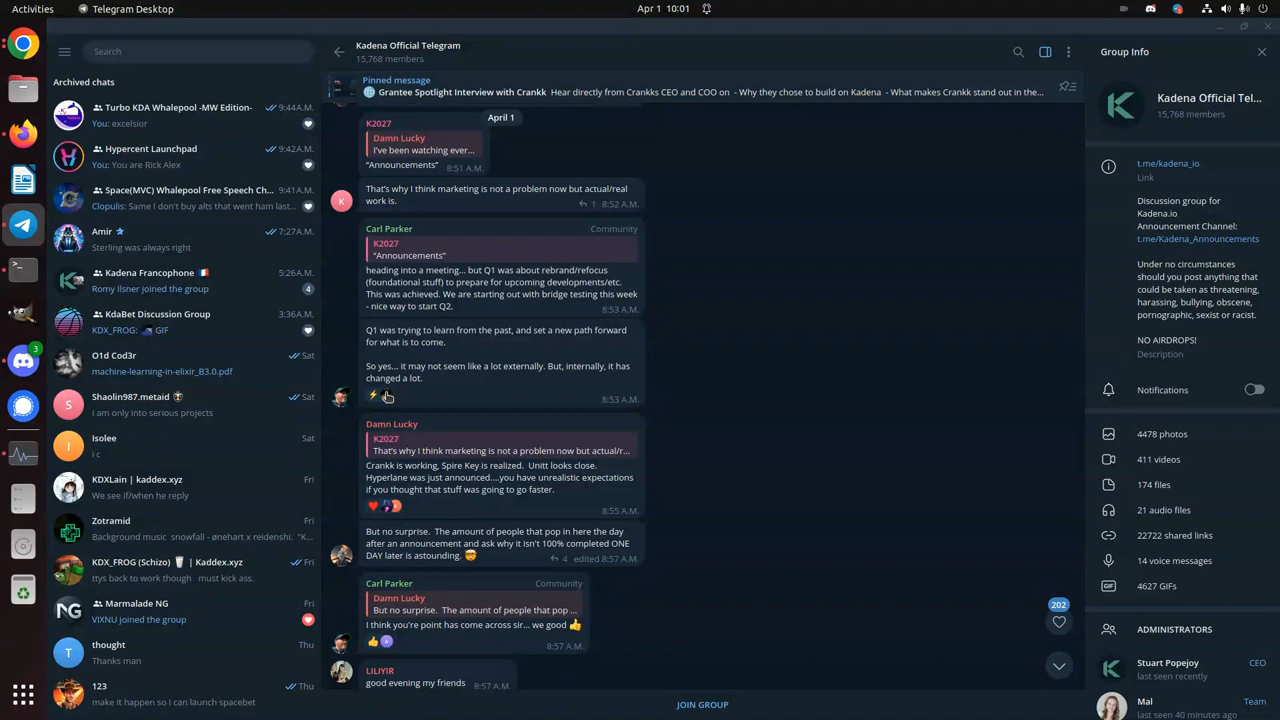 Activities
Telegram Desktop
Apr 1 10:01
Search
Archived chats
Turbo KDA Whalepool -MW Edition-
9:44A.M.
You: excelsior
Hypercent Launchpad
9:42A.M.
You: You are Rick Alex
Space(MVC) Whalepool Free Speech Ch...
9:41A.M.
Clopulis: Same I don't buy alts that went ham last...
Amir
7:27A.M.
Sterling was always right
Kadena Francophone
5:26A.M.
Romy Ilsner joined the group
4
KdaBet Discussion Group
3:36A.M.
KDX_FROG: GIF
O1d Cod3r
Sat
machine-learning-in-elixir_B3.0.pdf
Shaolin987.metaid
Sat
i am only into serious projects
Isolee
Sat
i c
KDXLain | kaddex.xyz
Fri
We see/if/when he reply
Zotramid
Fri
Background music snowfall - ønehart x reidenshi. "K...
KDX_FROG (Schizo) | Kaddex.xyz
Fri
ttys back to work though must kick ass.
Marmalade NG
Fri
VIXNU joined the group
thought
Thu
Thanks man
123
Thu
make it happen so I can launch spacebet
3
Kadena Official Telegram
15,768 members
Pinned message
Grantee Spotlight Interview with Crankk Hear directly from Crankks CEO and COO on - Why they chose to build on Kadena - What makes Crankk stand out in the...
April 1
K2027
Damn Lucky
I've been watching ever...
“Announcements”
8:51 A.M.
K
That's why I think marketing is not a problem now but actual/real
work is.
1 8:52 A.M.
Carl Parker
Community
K2027
“Announcements”
heading into a meeting... but Q1 was about rebrand/refocus
(foundational stuff) to prepare for upcoming developments/etc.
This was achieved. We are starting out with bridge testing this week
- nice way to start Q2.
8:53 A.M.
Q1 was trying to learn from the past, and set a new path forward
for what is to come.
So yes... it may not seem like a lot externally. But, internally, it has
changed a lot.
8:53 A.M.
Damn Lucky
K2027
That's why I think marketing is not a problem now but actual/r...
Crankk is working, Spire Key is realized. Unitt looks close.
Hyperlane was just announced....you have unrealistic expectations
if you thought that stuff was going to go faster.
8:55 A.M.
But no surprise. The amount of people that pop in here the day
after an announcement and ask why it isn't 100% completed ONE
DAY later is astounding.
4 edited 8:57 A.M.
Carl Parker
Community
Damn Lucky
But no surprise. The amount of people that pop ...
I think you're point has come across sir... we good
8:57 A.M.
LILIYIR
good evening my friends
8:57 A.M.
202
JOIN GROUP
Group Info
Kadena Official Tel...
15,768 members
t.me/kadena_io
Link
Discussion group for
Kadena.io
Announcement Channel:
t.me/Kadena_Announcements
Under no circumstances
should you post anything that
could be taken as threatening,
harassing, bullying, obscene,
pornographic, sexist or racist.
NO AIRDROPS!
Description
Notifications
4478 photos
411 videos
174 files
21 audio files
22722 shared links
14 voice messages
4627 GIFs
ADMINISTRATORS
Stuart Popejoy
CEO
last seen recently
Mal
Team
last seen 40 minutes ago